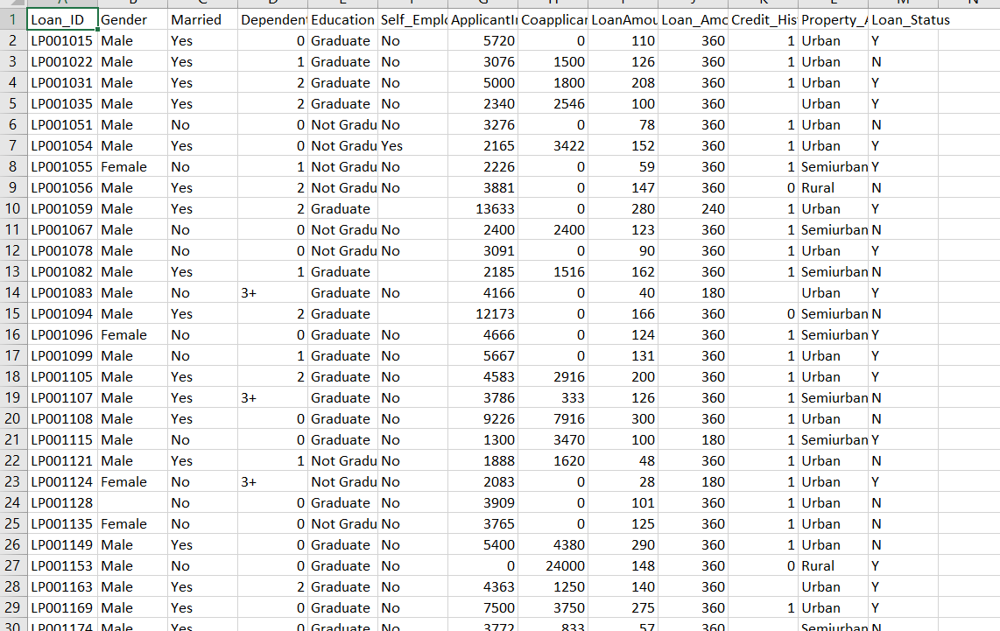 1 Loan_ID Gender Married Dependent Education Self_Emplo ApplicantI Coapplicar LoanAmou Loan_Amo Credit_His Property_A Loan_Status
2 LP001015 Male Yes 0 Graduate No 5720 0 110 360 1 Urban Y
3 LP001022 Male Yes 1 Graduate No 3076 1500 126 360 1 Urban N
4 LP001031 Male Yes 2 Graduate No 5000 1800 208 360 1 Urban Y
5 LP001035 Male Yes 2 Graduate No 2340 2546 100 360 Urban Y
6 LP001051 Male No 0 Not Gradu No 3276 0 78 360 1 Urban N
7 LP001054 Male Yes 0 Not Gradu Yes 2165 3422 152 360 1 Urban Y
8 LP001055 Female No 1 Not Gradu No 2226 0 59 360 1 Semiurban Y
9 LP001056 Male Yes 2 Not Gradu No 3881 0 147 360 0 Rural N
10 LP001059 Male Yes 2 Graduate 13633 0 280 240 1 Urban Y
11 LP001067 Male No 0 Not Gradu No 2400 2400 123 360 1 Semiurban N
12 LP001078 Male No 0 Not Gradu No 3091 0 90 360 1 Urban Y
13 LP001082 Male Yes 1 Graduate 2185 1516 162 360 1 Semiurban N
14 LP001083 Male No 3+ Graduate No 4166 0 40 180 Urban Y
15 LP001094 Male Yes 2 Graduate 12173 0 166 360 0 Semiurban N
16 LP001096 Female No 0 Graduate No 4666 0 124 360 1 Semiurban Y
17 LP001099 Male No 1 Graduate No 5667 0 131 360 1 Urban Y
18 LP001105 Male Yes 2 Graduate No 4583 2916 200 360 1 Urban Y
19 LP001107 Male Yes 3+ Graduate No 3786 333 126 360 1 Semiurban N
20 LP001108 Male Yes 0 Graduate No 9226 7916 300 360 1 Urban Y
21 LP001115 Male No 0 Graduate No 1300 3470 100 180 1 Semiurban Y
22 LP001121 Male Yes 1 Not Gradu No 1888 1620 48 360 1 Urban N
23 LP001124 Female No 3+ Not Gradu No 2083 0 28 180 1 Urban Y
24 LP001128 No 0 Graduate No 3909 0 101 360 1 Urban N
25 LP001135 Female No 0 Not Gradu No 3765 0 125 360 1 Urban N
26 LP001149 Male Yes 0 Graduate No 5400 4380 290 360 1 Urban N
27 LP001153 Male No 0 Graduate No 0 24000 148 360 0 Rural Y
28 LP001163 Male Yes 2 Graduate No 4363 1250 140 360 Urban Y
29 LP001169 Male Yes 0 Graduate No 7500 3750 275 360 1 Urban Y
30 LP001174 Male Yes 0 Graduate No 3772 833 57 360 Semiurban N